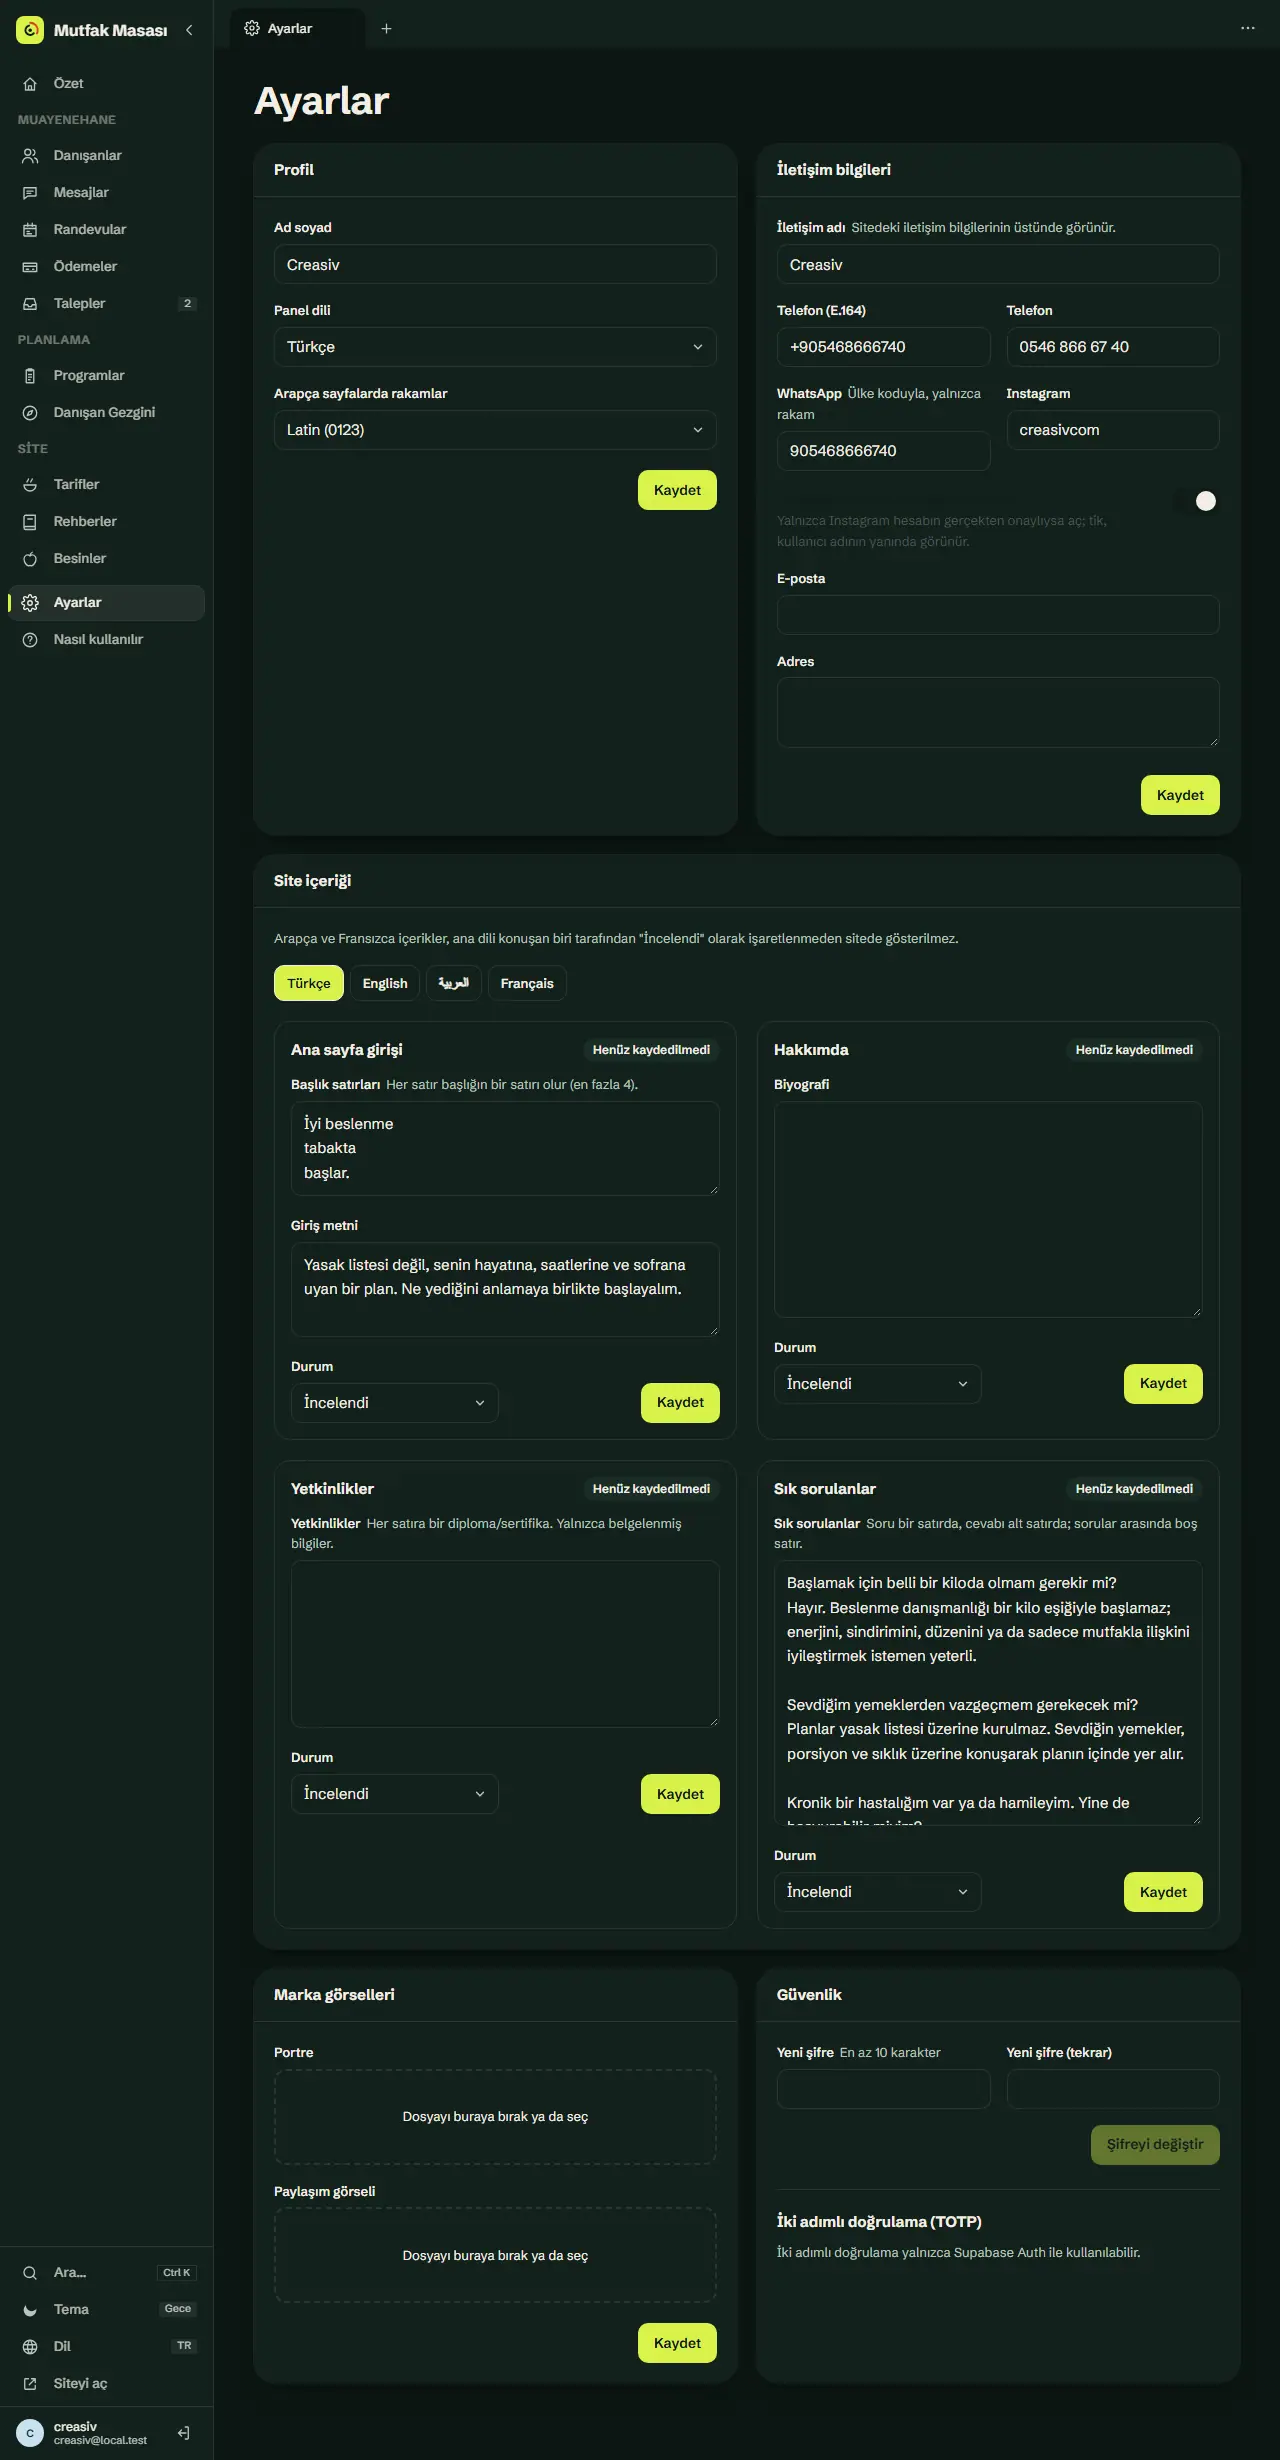 Mutfak Masası
Özet
MUAYENEHANE
Danışanlar
Mesajlar
Randevular
Ödemeler
Talepler 2
PLANLAMA
Programlar
Danışan Gezgini
SİTE
Tarifler
Rehberler
Besinler
Ayarlar
Nasıl kullanılır
Ara... Ctrl K
Tema Gece
Dil TR
Siteyi aç
C
creasiv
creasiv@local.test
Ayarlar
Ayarlar
Profil
Ad soyad
Creasiv
Panel dili
Türkçe
Arapça sayfalarda rakamlar
Latin (0123)
Kaydet
İletişim bilgileri
İletişim adı Sitedeki iletişim bilgilerinin üstünde görünür.
Creasiv
Telefon (E.164)
+905468666740
Telefon
0546 866 67 40
WhatsApp Ülke koduyla, yalnızca
rakam
905468666740
Instagram
creasivcom
Yalnızca Instagram hesabın gerçekten onaylıysa aç; tik,
kullanıcı adının yanında görünür.
E-posta
Adres
Kaydet
Site içeriği
Arapça ve Fransızca içerikler, ana dili konuşan biri tarafından "İncelendi" olarak işaretlenmeden sitede gösterilmez.
Türkçe English العربية Français
Ana sayfa girişi Henüz kaydedilmedi
Başlık satırları Her satır başlığın bir satırı olur (en fazla 4).
İyi beslenme
tabakta
başlar.
Giriş metni
Yasak listesi değil, senin hayatına, saatlerine ve sofrana
uyan bir plan. Ne yediğini anlamaya birlikte başlayalım.
Durum
İncelendi
Kaydet
Hakkımda Henüz kaydedilmedi
Biyografi
Durum
İncelendi
Kaydet
Yetkinlikler Henüz kaydedilmedi
Yetkinlikler Her satıra bir diploma/sertifika. Yalnızca belgelenmiş
bilgiler.
Durum
İncelendi
Kaydet
Sık sorulanlar Henüz kaydedilmedi
Sık sorulanlar Soru bir satırda, cevabı alt satırda; sorular arasında boş
satır.
Başlamak için belli bir kiloda olmam gerekir mi?
Hayır. Beslenme danışmanlığı bir kilo eşiğiyle başlamaz;
enerjini, sindirimini, düzenini ya da sadece mutfakla ilişkini
iyileştirmek istemen yeterli.
Sevdiğim yemeklerden vazgeçmem gerekecek mi?
Planlar yasak listesi üzerine kurulmaz. Sevdiğin yemekler,
porsiyon ve sıklık üzerine konuşarak planın içinde yer alır.
Kronik bir hastalığım var ya da hamileyim. Yine de
Durum
İncelendi
Kaydet
Marka görselleri
Portre
Dosyayı buraya bırak ya da seç
Paylaşım görseli
Dosyayı buraya bırak ya da seç
Kaydet
Güvenlik
Yeni şifre En az 10 karakter
Yeni şifre (tekrar)
Şifreyi değiştir
İki adımlı doğrulama (TOTP)
İki adımlı doğrulama yalnızca Supabase Auth ile kullanılabilir.